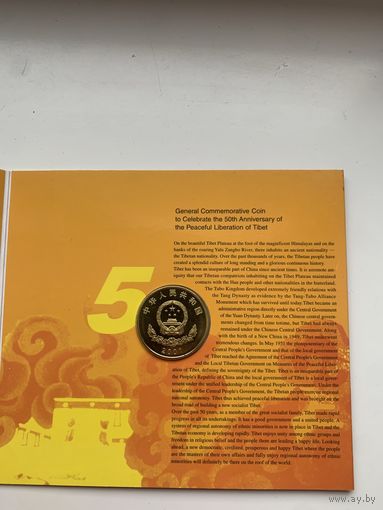 General Commemorative Coin
to Celebrate the 50th Anniversary of
the Peaceful Liberation of Tibet
On the beautiful Tibet Plateau at the foot of the magnificent Himalayas and on
the banks of the roaring Yalu Zangbo River, there inhabits an ancient nationality —
the Tibetan nationality. Over the past thousands of years, the Tibetan people have
created a splendid culture of long standing and a glorious continuous history.
Tibet has been an inseparable part of China since ancient times. It is
quity that our Tibetan compatriots inhabiting on the Tibet Plateau maintained
contacts with the Han people and other nationalities in the
The Tubo Kingdom developed extremely friendly relations with
the Tang Dynasty as evidence by the Tang-Tubo Alliance
Monument which has survived until today. Tibet became an
administrative region directly under the Central Government
of the Yuan Dynasty. Later on, the Chinese central govern-
ments changed from time to time, but Tibet had always
remained under the Chinese Central Government. Along
with the birth of a New China in 1949, Tibet underwent
tremendous changes. In May 1951 the plenipotentiary of the
Central People's Government and that of the local government
of Tibet reached the Agreement of the Central People's Government
and the Local Tibetan Government on Measures of the Peaceful Liber-
ation of Tibet, defining the sovereignty of the Tibet. Tibet is an inseparable part of
the People's Republic of China and the local government of Tibet is a local gover-
nment under the unified leadership of the Central People's Government. Under the
leadership of the Central People's Government, the Tibetan people
autonomy. Tibet thus achieved peaceful liberation and was brought on the
broad road of building a new socialist Tibet.
Over the past 50 years, as a member of the great socialist family, Tibet made rapid
progress in all its undertakings. It has a good government and a united people. A
system of regional autonomy of ethnic minorities is now in place in Tibet and the
Tibetan economy is developing rapidly. Tibet enjoys unity among ethnic groups and
freedom in religious belief and the people there are leading a happy life. Looking
ahead, a new democratic, civilized, prosperous and happy Tibet where the people
are the masters of their own affairs and fully enjoy regional autonomy of ethnic
minorities will definitely be there on the roof of the world.
5
中华人民共和国
2001
www.ay.by